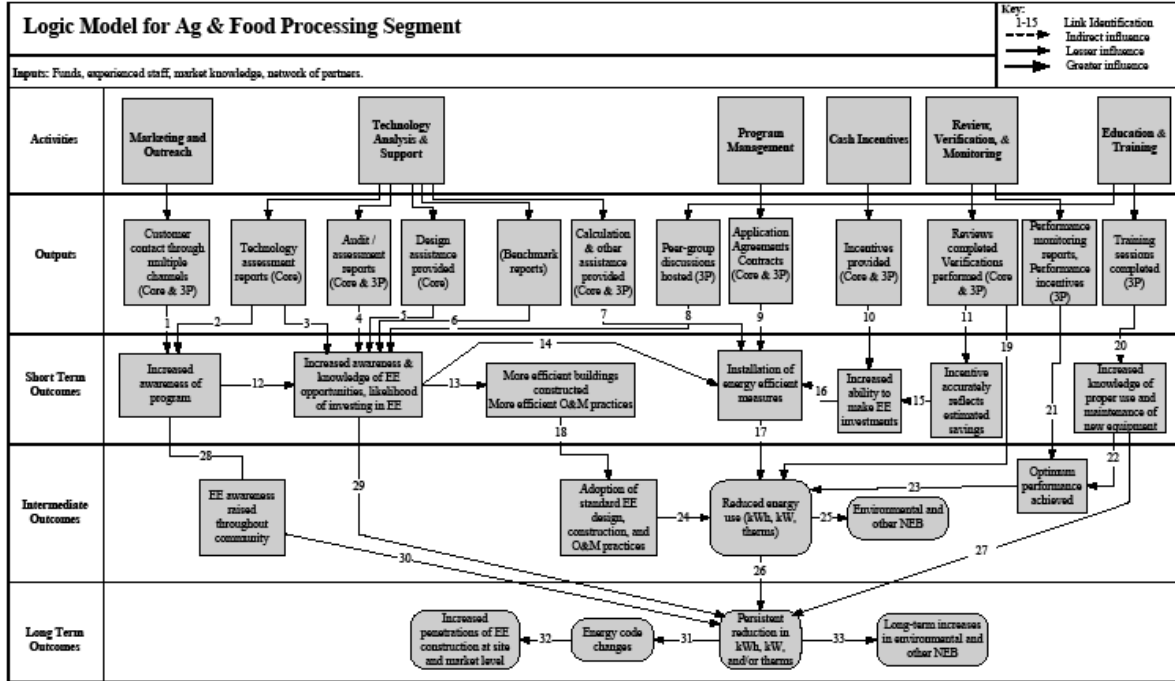 Logic Model for Ag & Food Processing Segment
Key:
1-15 Link Identification
Indirect influence
Lesser influence
Greater influence
Inputs: Funds, experienced staff, market knowledge, network of partners.
Activities
Marketing and
Outreach
Technology
Analysis &
Support
Program
Management
Cash Incentives
Review,
Verification, &
Monitoring
Education &
Training
Outputs
Customer
contact through
multiple
channels
(Core & 3P)
Technology
assessment
reports (Core)
Audit /
assessment
reports
(Core & 3P)
Design
assistance
provided
(Core)
(Benchmark
reports)
Calculation
& other
assistance
provided
(Core & 3P)
Peer-group
discussions
hosted (3P)
Application
Agreements
Contracts
(Core & 3P)
Incentives
provided
(Core & 3P)
Reviews
completed
Verifications
performed (Core
& 3P)
Performance
monitoring
reports,
Performance
incentives
(3P)
Training
sessions
completed
(3P)
1
2
3
4
5
6
7
8
9
10
11
19
20
21
Short Term
Outcomes
Increased
awareness of
program
12
Increased awareness &
knowledge of EE
opportunities, likelihood
of investing in EE
13
14
More efficient buildings
constructed
More efficient O&M practices
Installation of
energy efficient
measures
16
Increased
ability to
make EE
investments
15
Incentive
accurately
reflects
estimated
savings
Increased
knowledge of
proper use and
maintenance of
new equipment
17
18
22
28
29
Intermediate
Outcomes
EE awareness
raised
throughout
community
Adoption of
standard EE
design,
construction, and
O&M practices
24
Reduced energy
use (kWh, kW,
therms)
25
Environmental and
other NEB
23
Optimum
performance
achieved
30
26
27
Long Term
Outcomes
Increased
penetrations of EE
construction at site
and market level
32
Energy code
changes
31
Persistent
reduction in
kWh, kW,
and/or therms
33
Long-term increases
in environmental and
other NEB